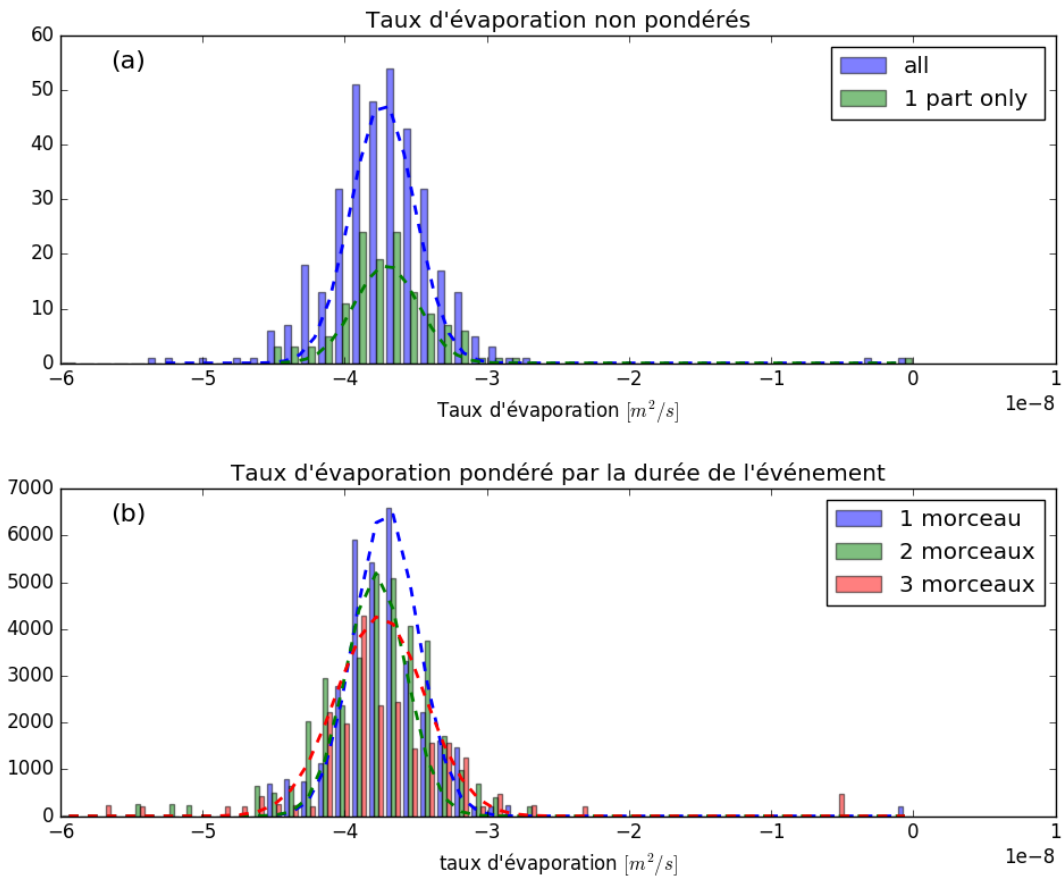 Taux d'évaporation non pondérés
(a)
all
1 part only
60
50
40
30
20
10
0
−6 −5 −4 −3 −2 −1 0 1
1e−8
Taux d'évaporation [m²/s]
Taux d'évaporation pondéré par la durée de l'événement
(b)
1 morceau
2 morceaux
3 morceaux
7000
6000
5000
4000
3000
2000
1000
0
−6 −5 −4 −3 −2 −1 0 1
1e−8
taux d'évaporation [m²/s]